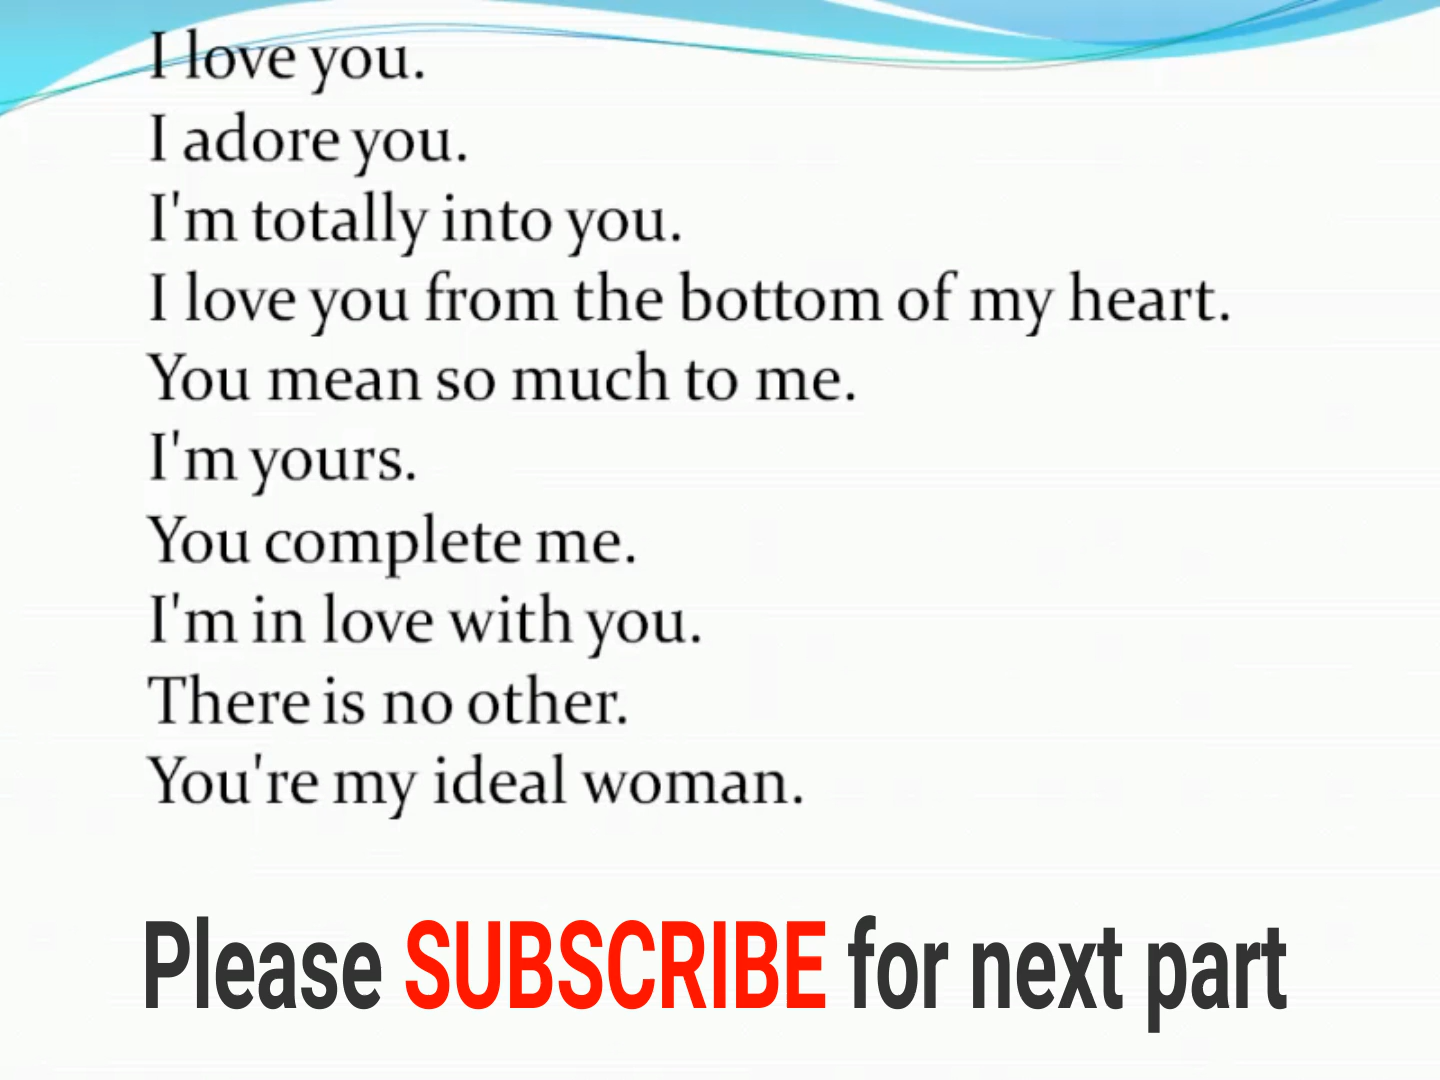 I love you.
I adore you.
I'm totally into you.
I love you from the bottom of my heart.
You mean so much to me.
I'm yours.
You complete me.
I'm in love with you.
There is no other.
You're my ideal woman.
Please SUBSCRIBE for next part